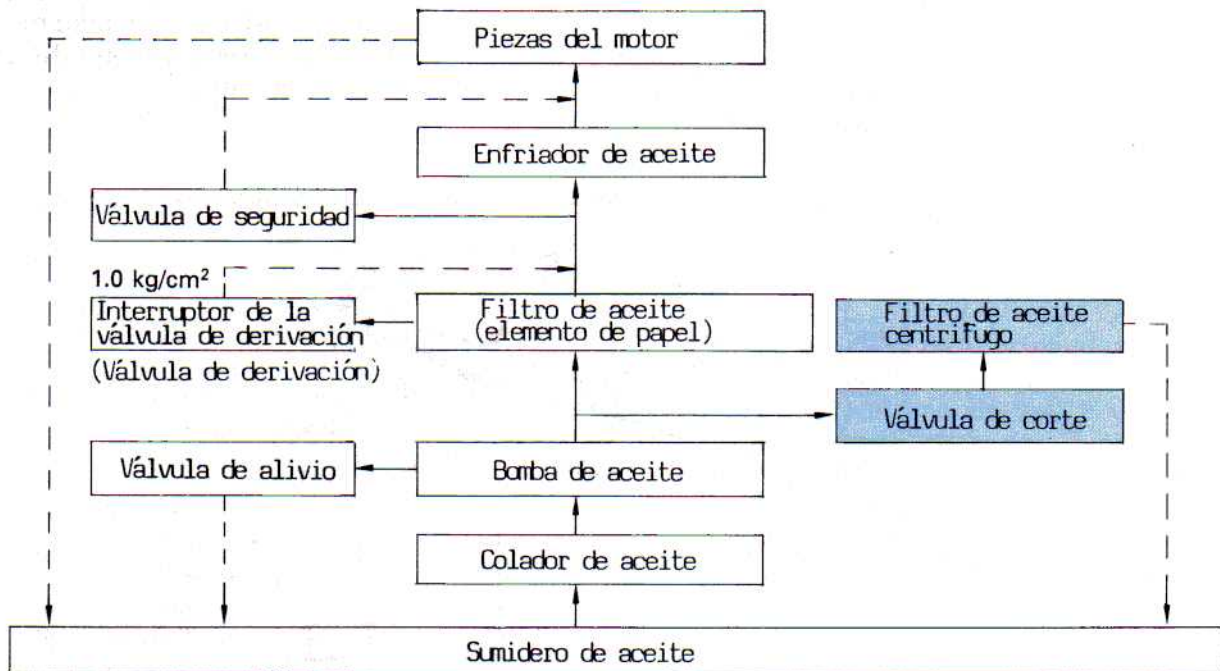 Piezas del motor
Enfriador de aceite
Válvula de seguridad
1.0 kg/cm²
Interruptor de la
válvula de derivación
(Válvula de derivación)
Filtro de aceite
(elemento de papel)
Filtro de aceite
centrifugo
Válvula de corte
Válvula de alivio
Bomba de aceite
Colador de aceite
Sumidero de aceite